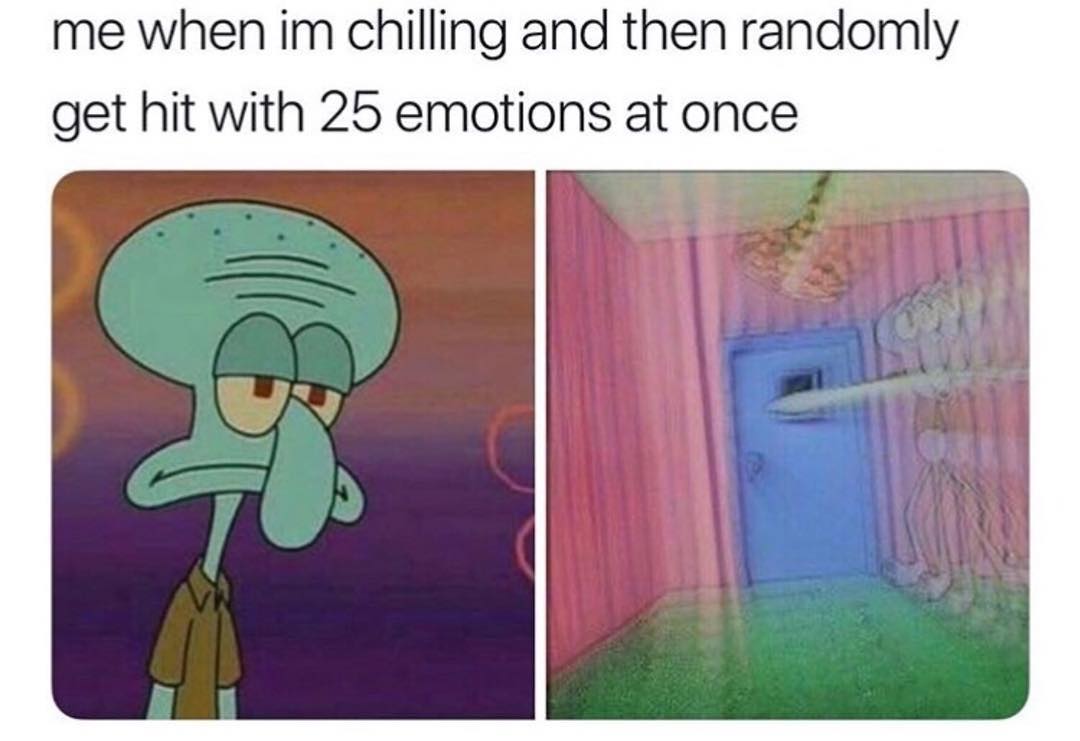 me when im chilling and then randomly
get hit with 25 emotions at once